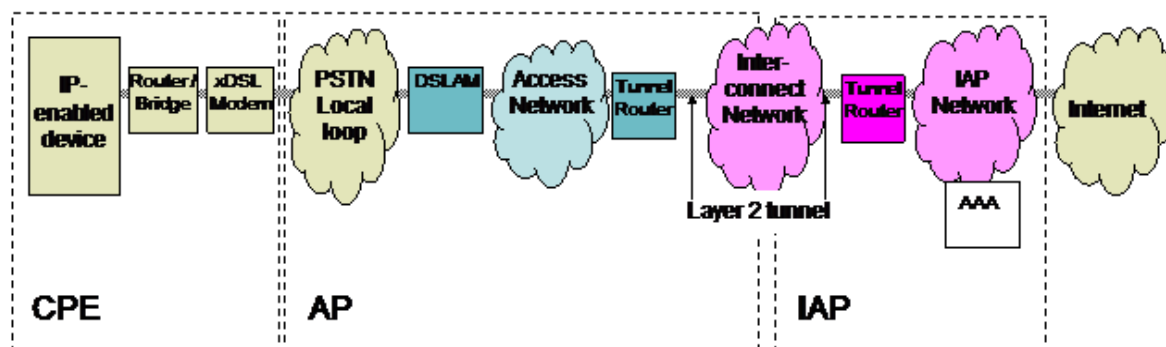 IP-
enabled
device
Router /
Bridge
xDSL
Modem
PSTN
Local
loop
DSLAM
Access
Network
Tunnel
Router
Inter-
connect
Network
Tunnel
Router
IAP
Network
Internet
Layer 2 tunnel
AAA
CPE
AP
IAP